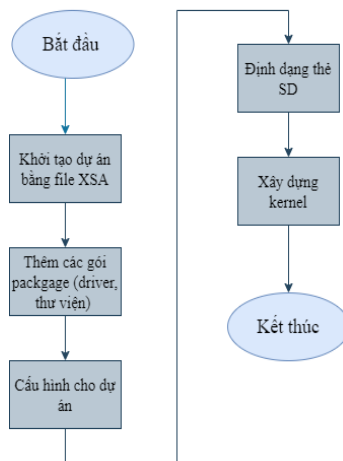 Bắt đầu
Khởi tạo dự án
bằng file XSA
Thêm các gói
packgage (driver,
thư viện)
Cấu hình cho dự
án
Định dạng thẻ
SD
Xây dựng
kernel
Kết thúc